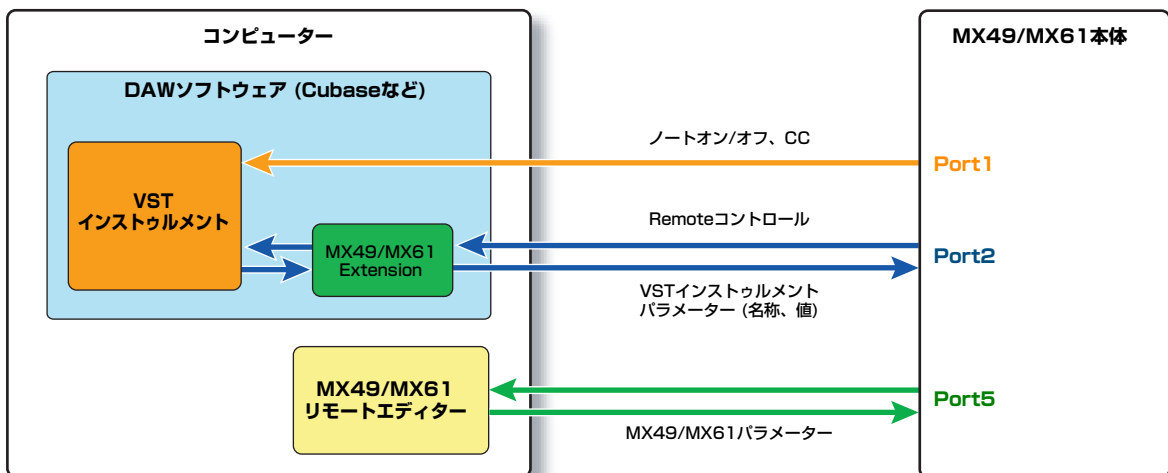 コンピューター
MX49/MX61本体
DAWソフトウェア (Cubaseなど)
VST
インストゥルメント
MX49/MX61
Extension
ノートオン/オフ、CC
Port1
Remoteコントロール
Port2
VSTインストゥルメント
パラメーター (名称、値)
MX49/MX61
リモートエディター
Port5
MX49/MX61パラメーター